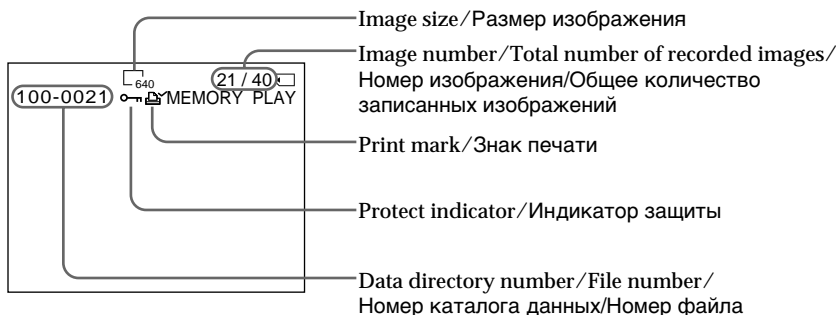 Image size/Размер изображения
Image number/Total number of recorded images/
Номер изображения/Общее количество
записанных изображений
640
21 / 40
100-0021
MEMORY PLAY
Print mark/Знак печати
Protect indicator/Индикатор защиты
Data directory number/File number/
Номер каталога данных/Номер файла